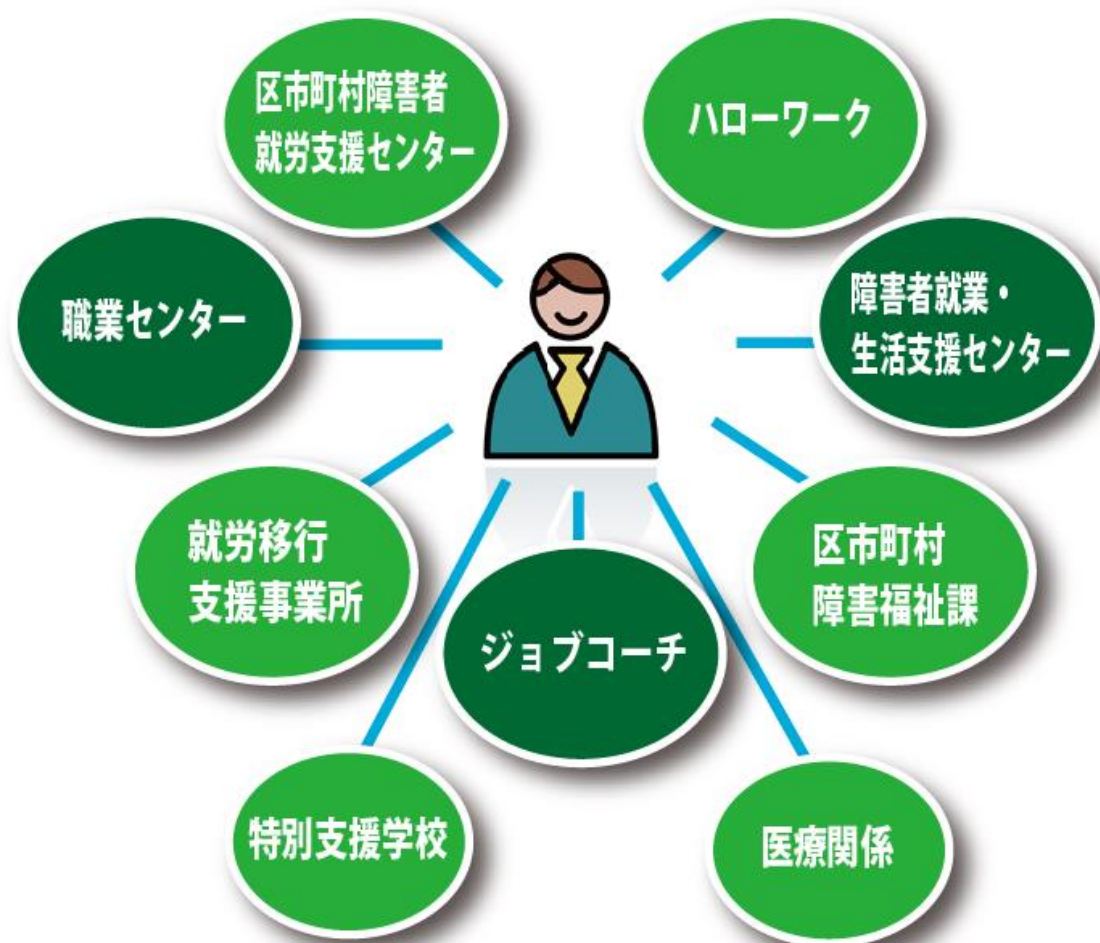 区市町村障害者
就労支援センター
ハローワーク
職業センター
障害者就業・
生活支援センター
就労移行
支援事業所
区市町村
障害福祉課
ジョブコーチ
特別支援学校
医療関係